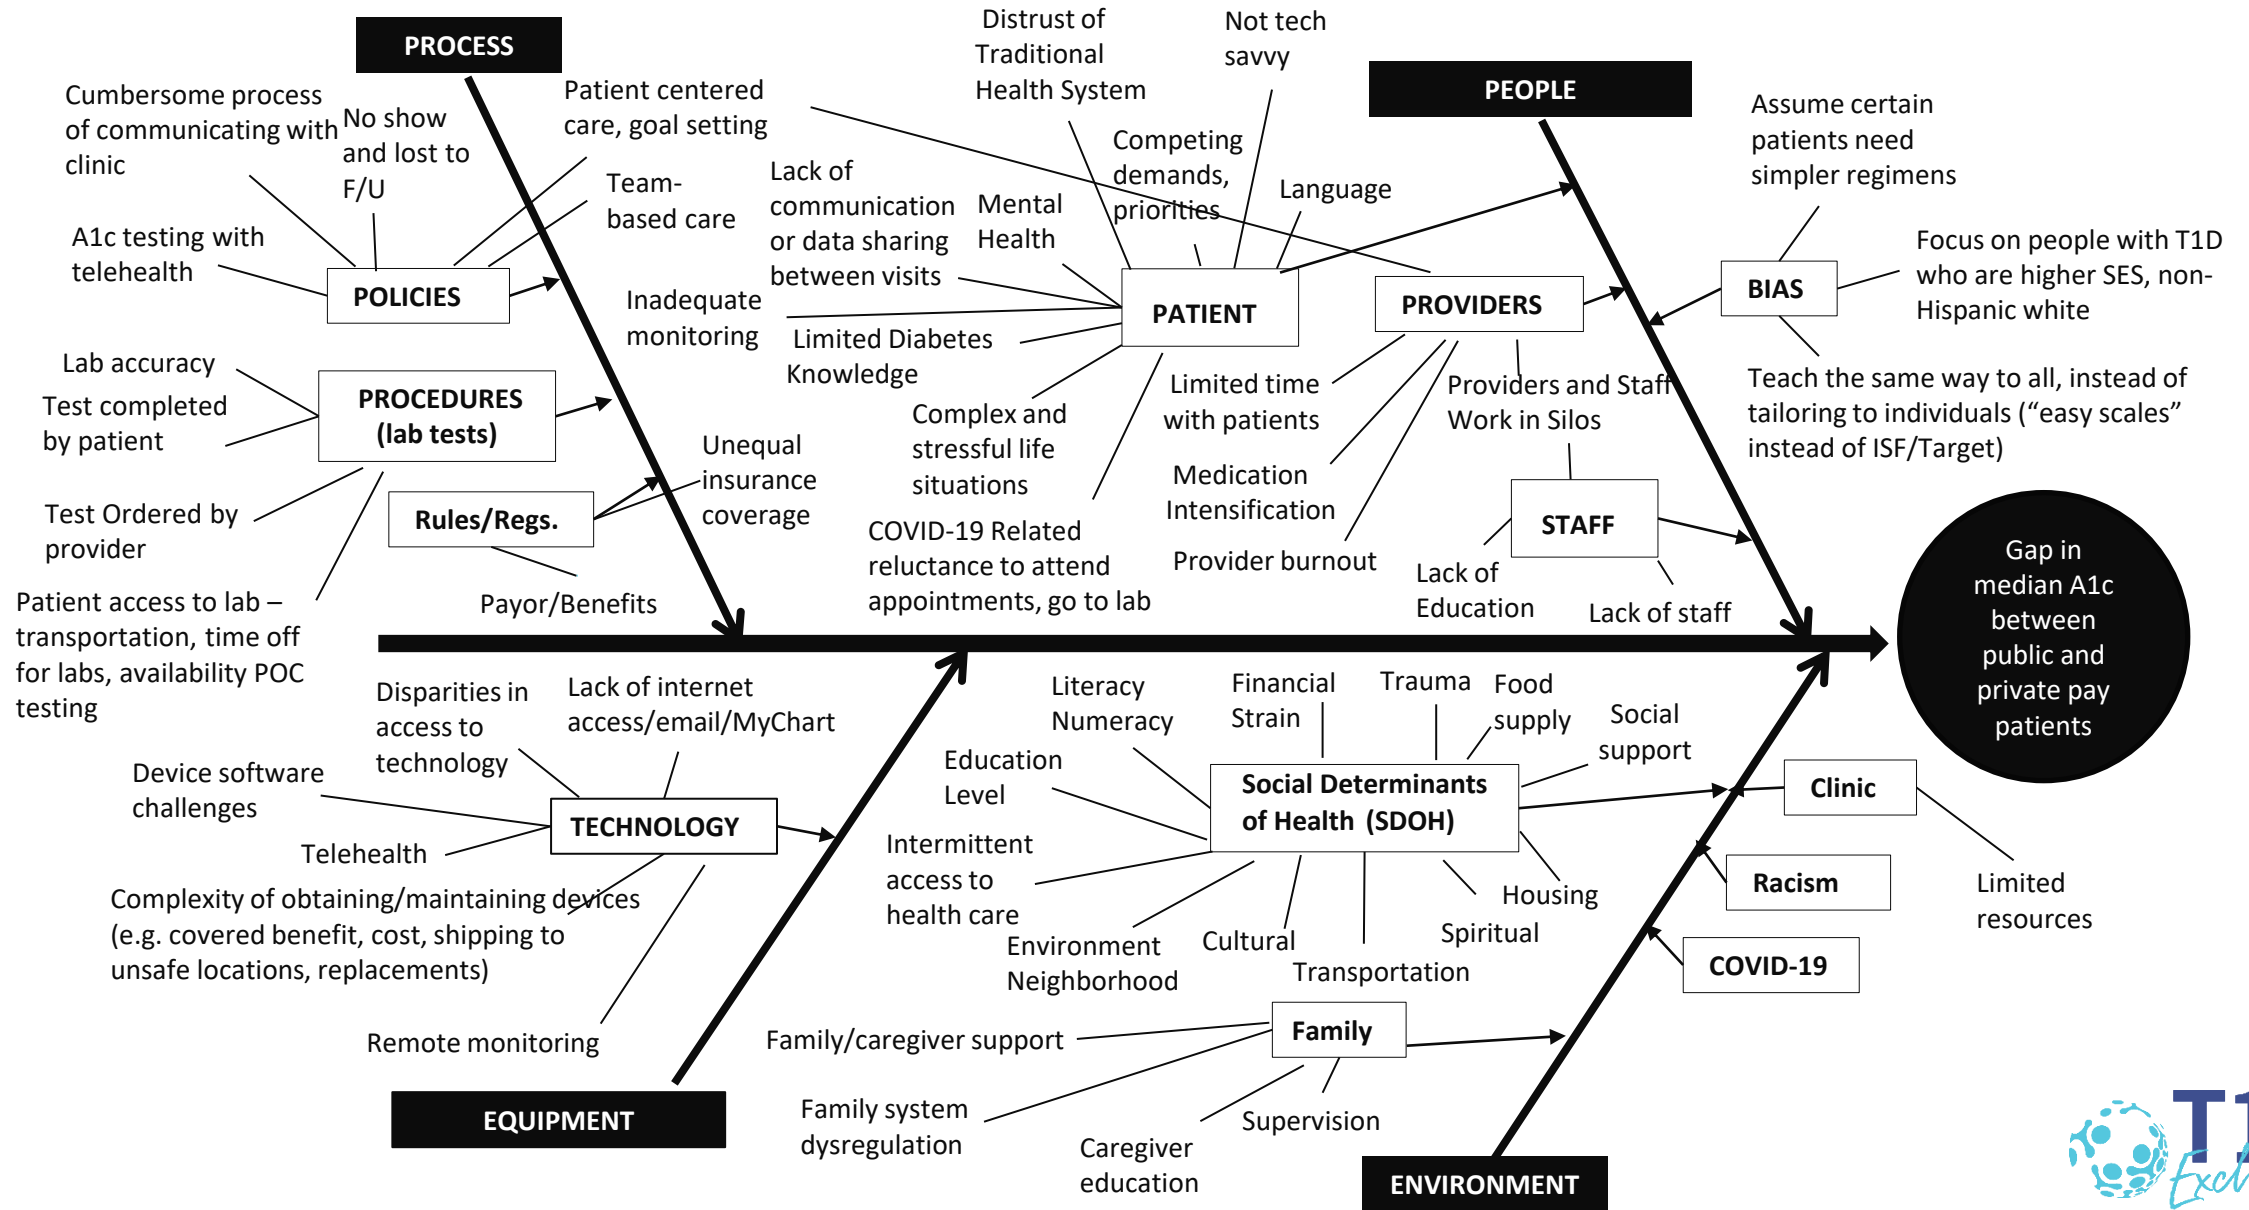 PROCESS
Cumbersome process
of communicating with
clinic
No show
and lost to
F/U
Patient centered
care, goal setting
Team-
based care
A1c testing with
telehealth
POLICIES
Lab accuracy
Test completed
by patient
PROCEDURES
(lab tests)
Test Ordered by
provider
Patient access to lab –
transportation, time off
for labs, availability POC
testing
Rules/Regs.
Unequal
insurance
coverage
Payor/Benefits
PEOPLE
Distrust of
Traditional
Health System
Not tech
savvy
Competing
demands,
priorities
Language
Lack of
communication
or data sharing
between visits
Mental
Health
Inadequate
monitoring
Limited Diabetes
Knowledge
PATIENT
Complex and
stressful life
situations
COVID-19 Related
reluctance to attend
appointments, go to lab
PROVIDERS
Limited time
with patients
Medication
Intensification
Provider burnout
Providers and Staff
Work in Silos
STAFF
Lack of
Education
Lack of staff
Assume certain
patients need
simpler regimens
BIAS
Focus on people with T1D
who are higher SES, non-
Hispanic white
Teach the same way to all, instead of
tailoring to individuals (“easy scales”
instead of ISF/Target)
Gap in
median A1c
between
public and
private pay
patients
Disparities in
access to
technology
Lack of internet
access/email/MyChart
Device software
challenges
TECHNOLOGY
Telehealth
Complexity of obtaining/maintaining devices
(e.g. covered benefit, cost, shipping to
unsafe locations, replacements)
Remote monitoring
EQUIPMENT
Literacy
Numeracy
Financial
Strain
Trauma
Food
supply
Social
support
Education
Level
Social Determinants
of Health (SDOH)
Intermittent
access to
health care
Environment
Neighborhood
Cultural
Transportation
Spiritual
Housing
Clinic
Limited
resources
Racism
COVID-19
Family
Family/caregiver support
Family system
dysregulation
Caregiver
education
Supervision
ENVIRONMENT